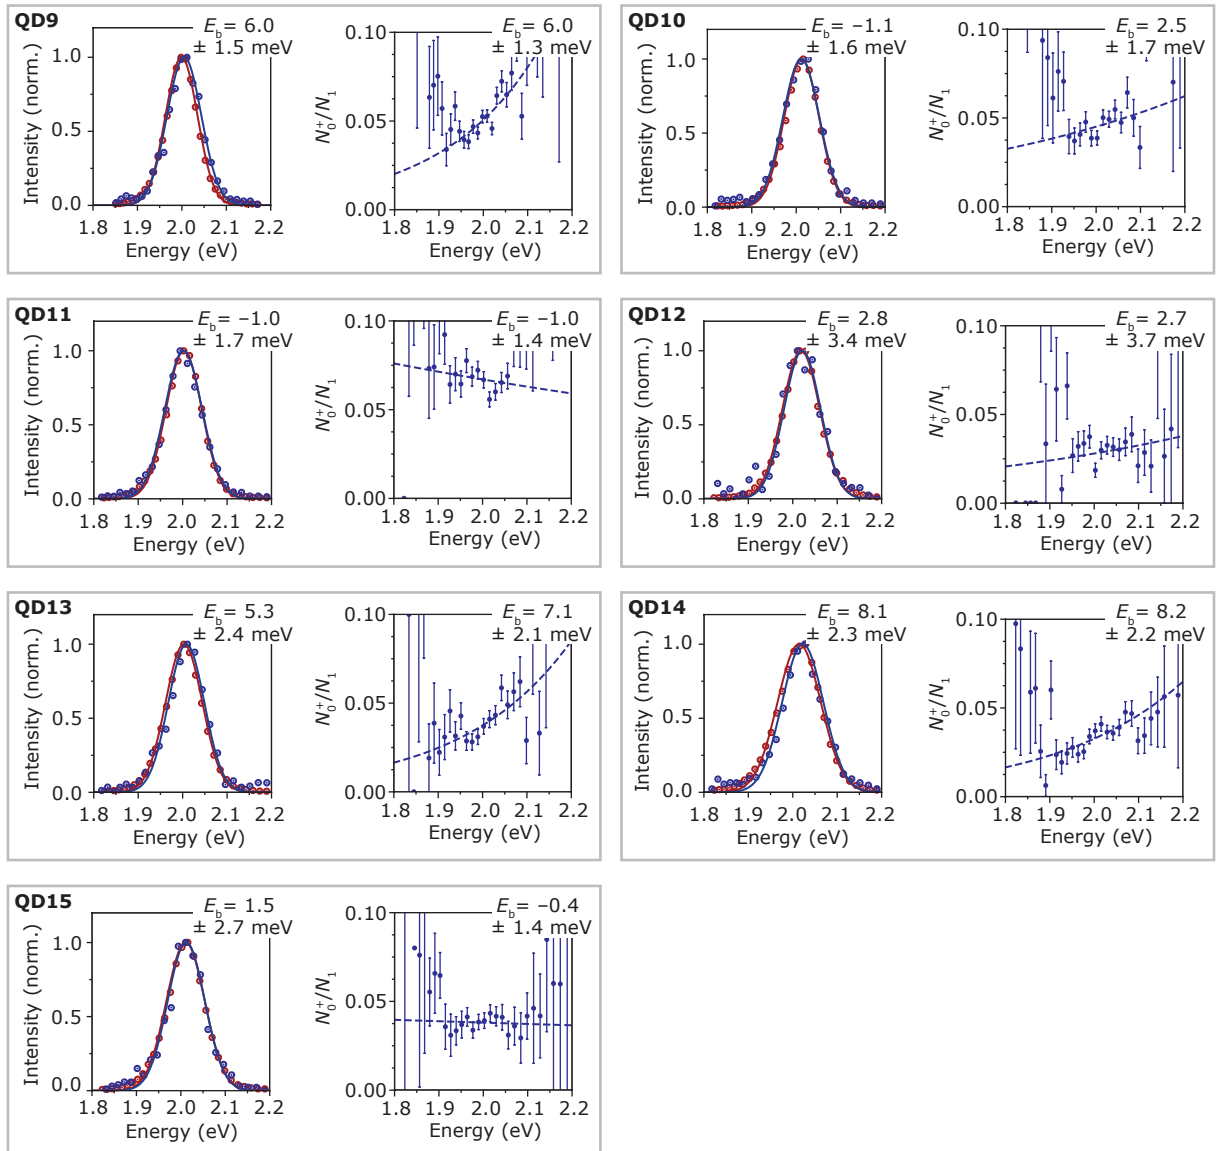 QD9
E_b = 6.0
± 1.5 meV
Intensity (norm.)
1.0
0.5
0.0
1.8 1.9 2.0 2.1 2.2
Energy (eV)
E_b = 6.0
± 1.3 meV
N_0^+/N_1
0.10
0.05
0.00
1.8 1.9 2.0 2.1 2.2
Energy (eV)
QD10
E_b = –1.1
± 1.6 meV
Intensity (norm.)
1.0
0.5
0.0
1.8 1.9 2.0 2.1 2.2
Energy (eV)
E_b = 2.5
± 1.7 meV
N_0^+/N_1
0.10
0.05
0.00
1.8 1.9 2.0 2.1 2.2
Energy (eV)
QD11
E_b = –1.0
± 1.7 meV
Intensity (norm.)
1.0
0.5
0.0
1.8 1.9 2.0 2.1 2.2
Energy (eV)
E_b = –1.0
± 1.4 meV
N_0^+/N_1
0.10
0.05
0.00
1.8 1.9 2.0 2.1 2.2
Energy (eV)
QD12
E_b = 2.8
± 3.4 meV
Intensity (norm.)
1.0
0.5
0.0
1.8 1.9 2.0 2.1 2.2
Energy (eV)
E_b = 2.7
± 3.7 meV
N_0^+/N_1
0.10
0.05
0.00
1.8 1.9 2.0 2.1 2.2
Energy (eV)
QD13
E_b = 5.3
± 2.4 meV
Intensity (norm.)
1.0
0.5
0.0
1.8 1.9 2.0 2.1 2.2
Energy (eV)
E_b = 7.1
± 2.1 meV
N_0^+/N_1
0.10
0.05
0.00
1.8 1.9 2.0 2.1 2.2
Energy (eV)
QD14
E_b = 8.1
± 2.3 meV
Intensity (norm.)
1.0
0.5
0.0
1.8 1.9 2.0 2.1 2.2
Energy (eV)
E_b = 8.2
± 2.2 meV
N_0^+/N_1
0.10
0.05
0.00
1.8 1.9 2.0 2.1 2.2
Energy (eV)
QD15
E_b = 1.5
± 2.7 meV
Intensity (norm.)
1.0
0.5
0.0
1.8 1.9 2.0 2.1 2.2
Energy (eV)
E_b = –0.4
± 1.4 meV
N_0^+/N_1
0.10
0.05
0.00
1.8 1.9 2.0 2.1 2.2
Energy (eV)